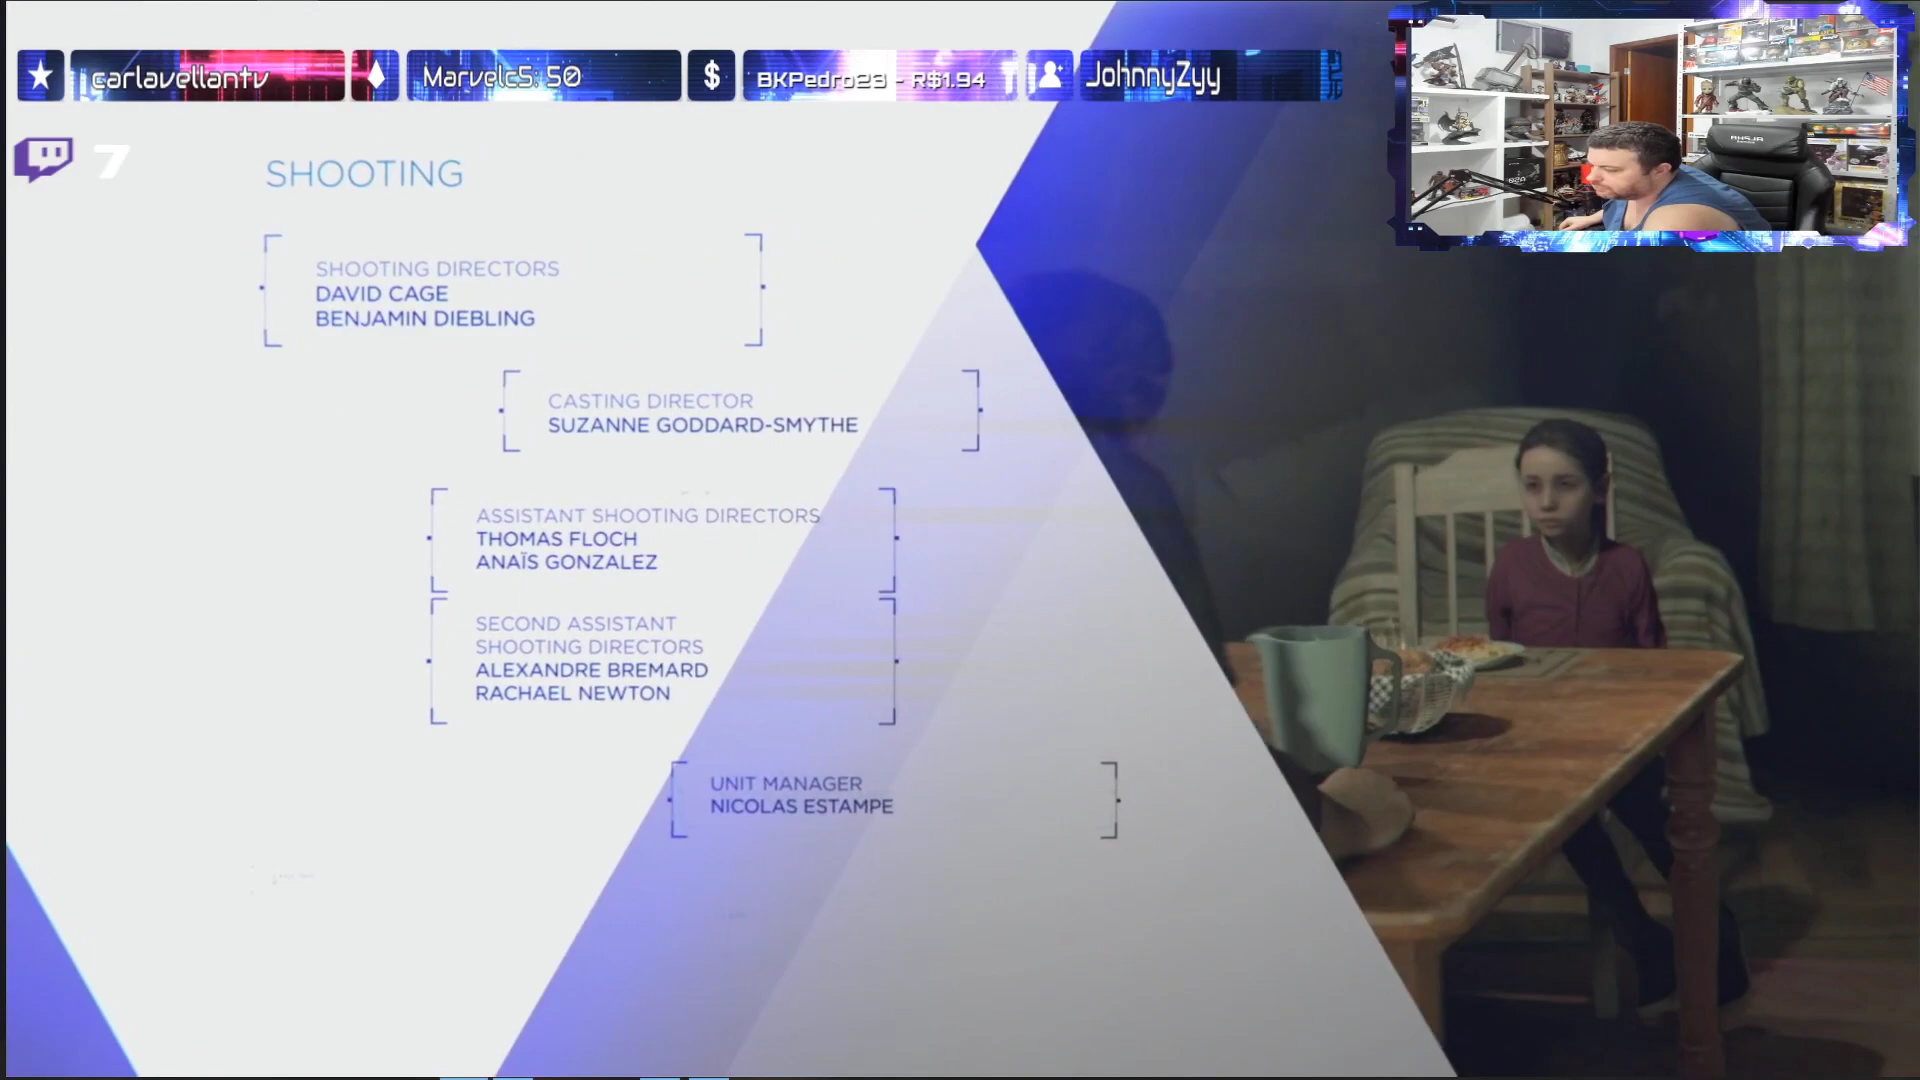 carlavellantv
MarvelcS: 50
$
BKPedro23 - R$1.94
JohnnyZyy
7
SHOOTING
SHOOTING DIRECTORS
DAVID CAGE
BENJAMIN DIEBLING
CASTING DIRECTOR
SUZANNE GODDARD-SMYTHE
ASSISTANT SHOOTING DIRECTORS
THOMAS FLOCH
ANAÏS GONZALEZ
SECOND ASSISTANT
SHOOTING DIRECTORS
ALEXANDRE BREMARD
RACHAEL NEWTON
UNIT MANAGER
NICOLAS ESTAMPE